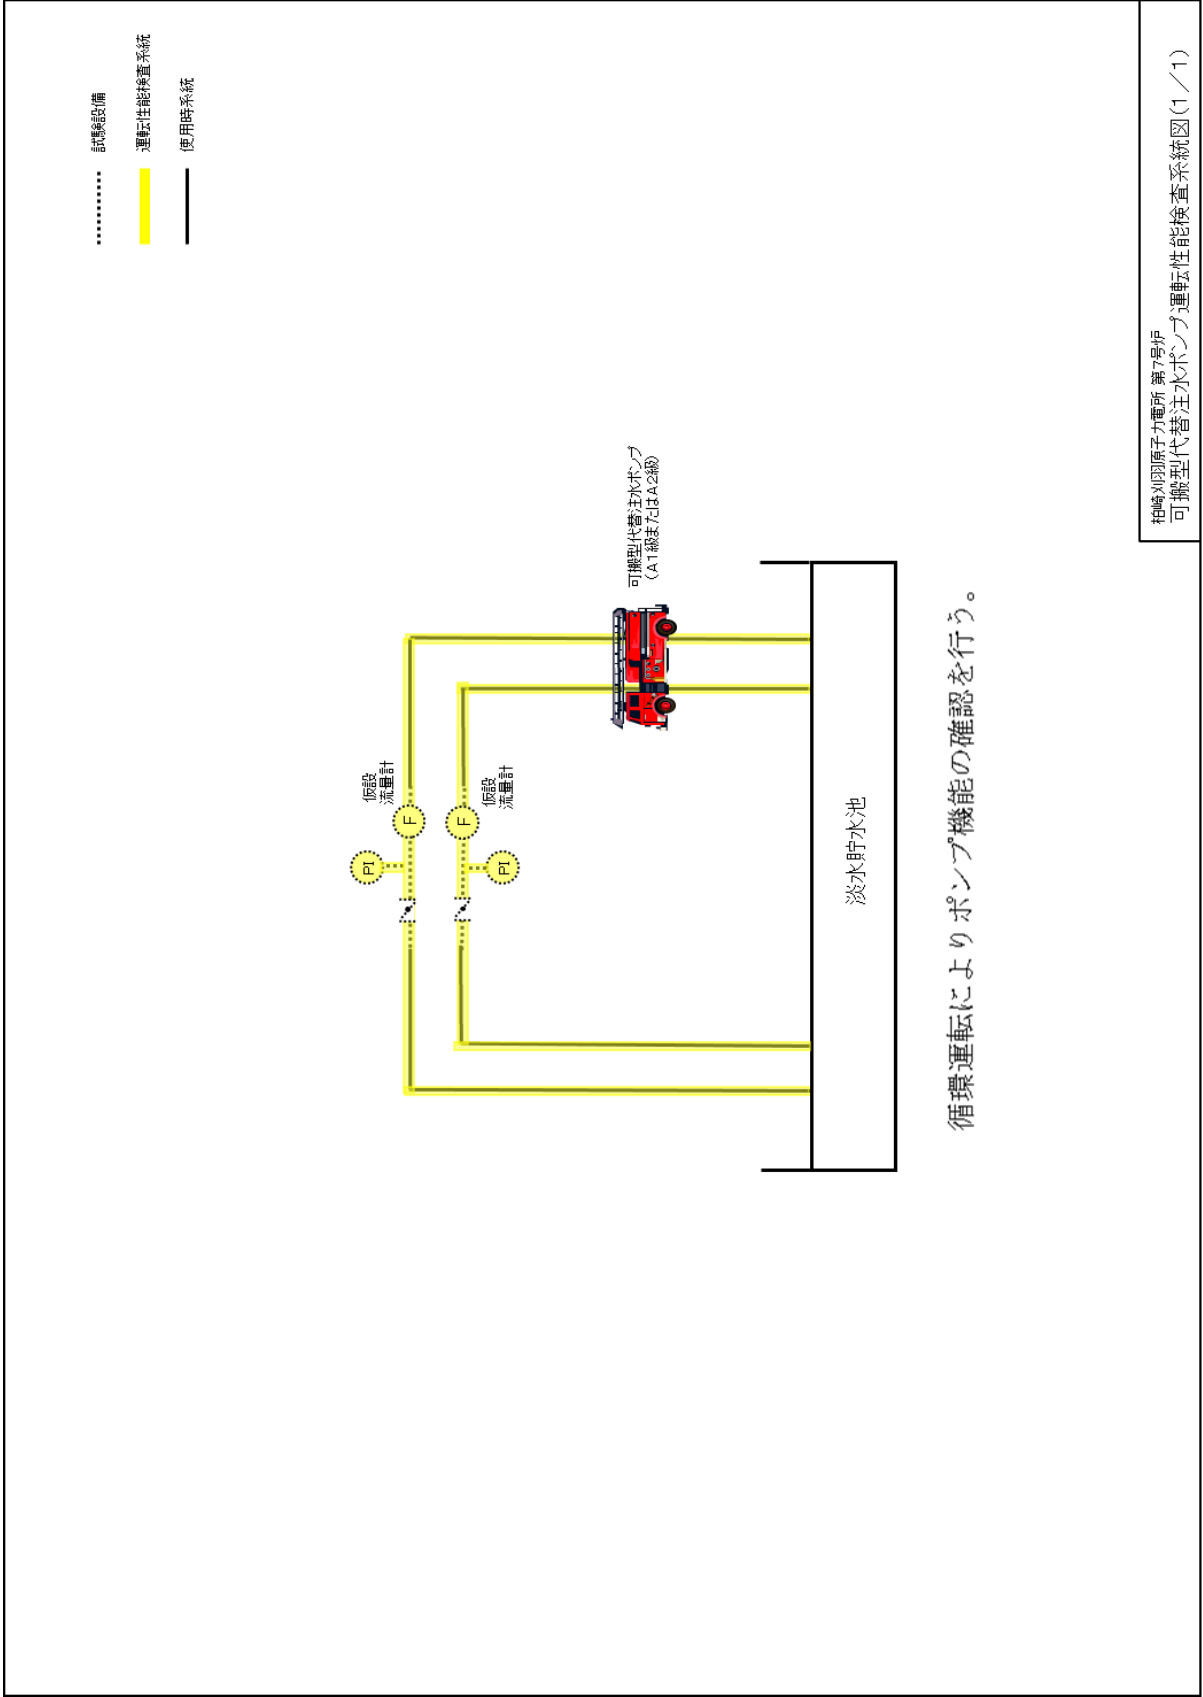 試験設備
運転性能検査系統
使用時系統
仮設
流量計
PI
F
F
PI
仮設
流量計
可搬型代替注水ポンプ
（A1級またはA2級）
淡水貯水池
循環運転によりポンプ機能の確認を行う。
柏崎刈羽原子力電所 第7号炉
可搬型代替注水ポンプ運転性能検査系統図(1／1)